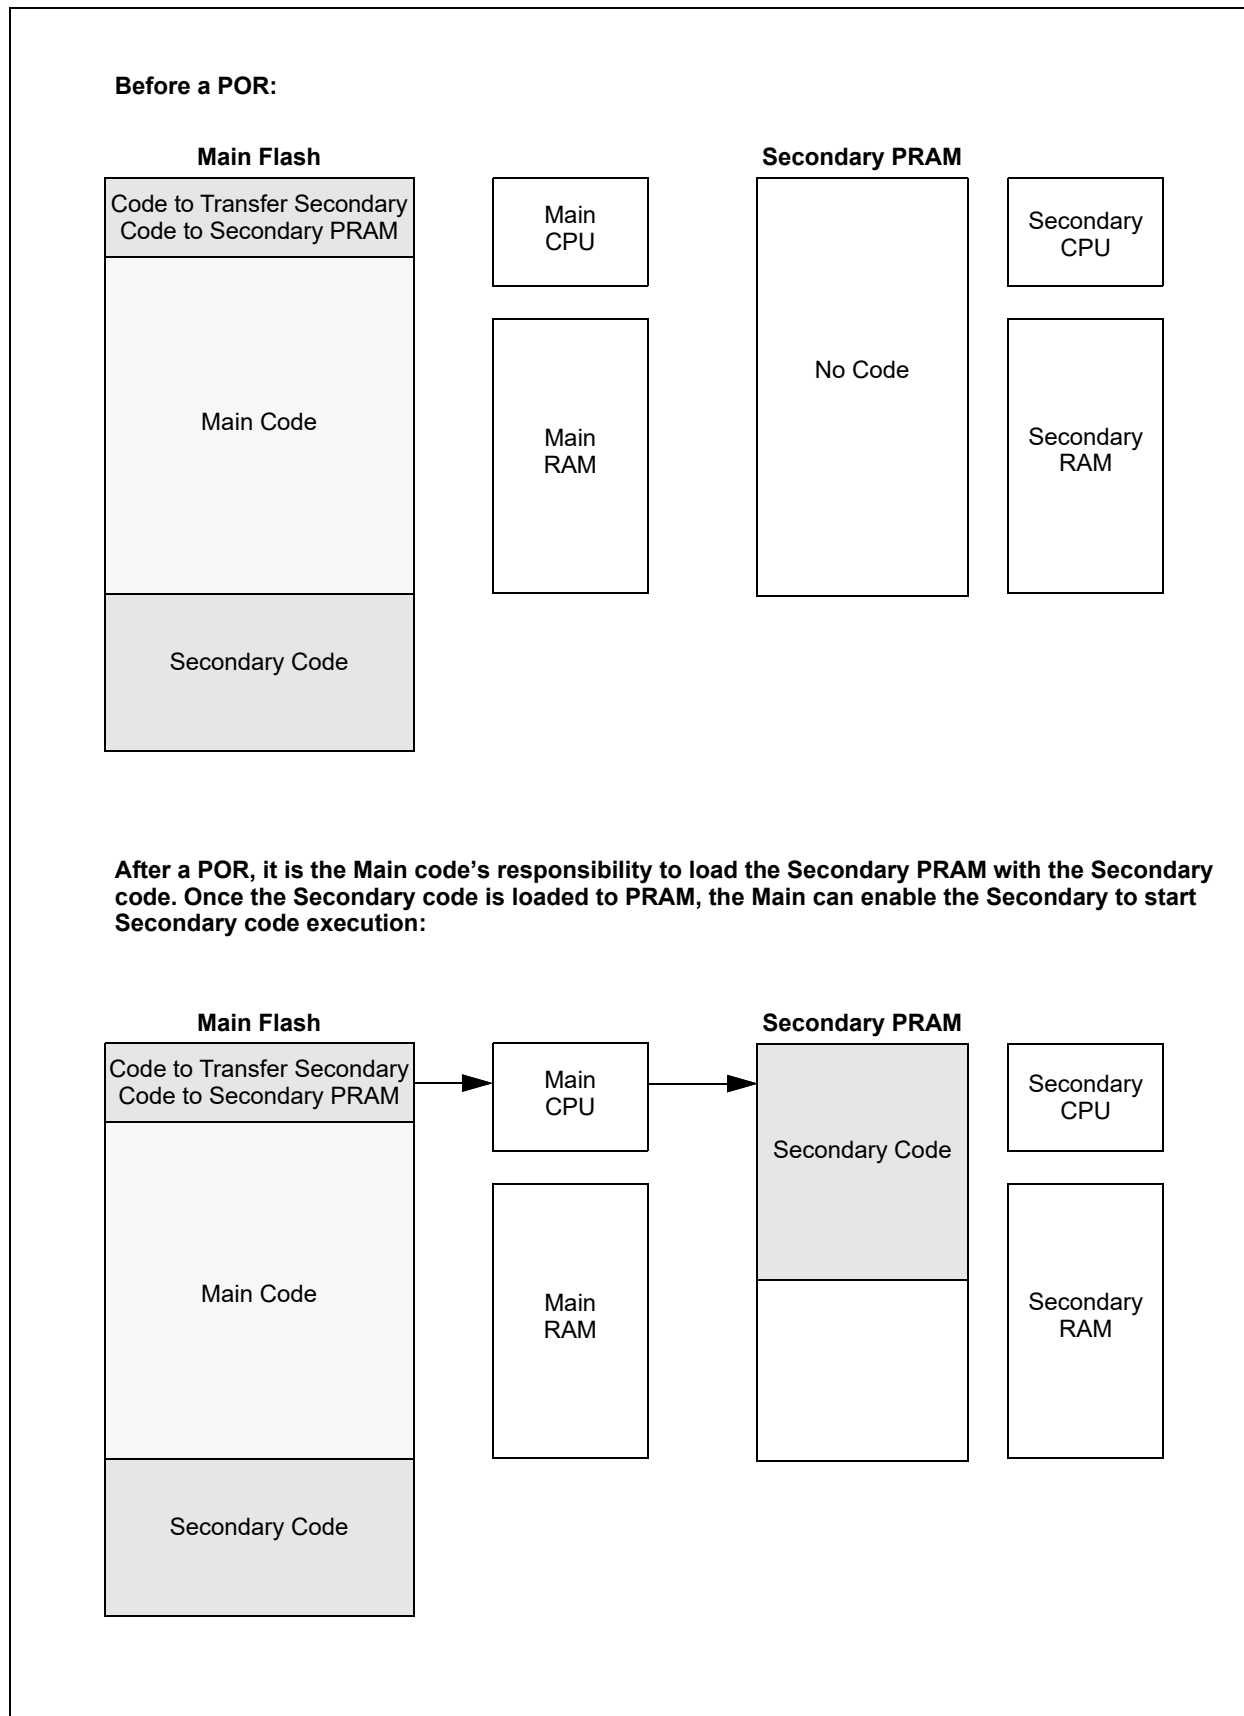 Before a POR:
Main Flash
Secondary PRAM
Code to Transfer Secondary
Code to Secondary PRAM
Main
CPU
Secondary
CPU
No Code
Main Code
Main
RAM
Secondary
RAM
Secondary Code
After a POR, it is the Main code’s responsibility to load the Secondary PRAM with the Secondary
code. Once the Secondary code is loaded to PRAM, the Main can enable the Secondary to start
Secondary code execution:
Main Flash
Secondary PRAM
Code to Transfer Secondary
Code to Secondary PRAM
Main
CPU
Secondary Code
Secondary
CPU
Main Code
Main
RAM
Secondary
RAM
Secondary Code